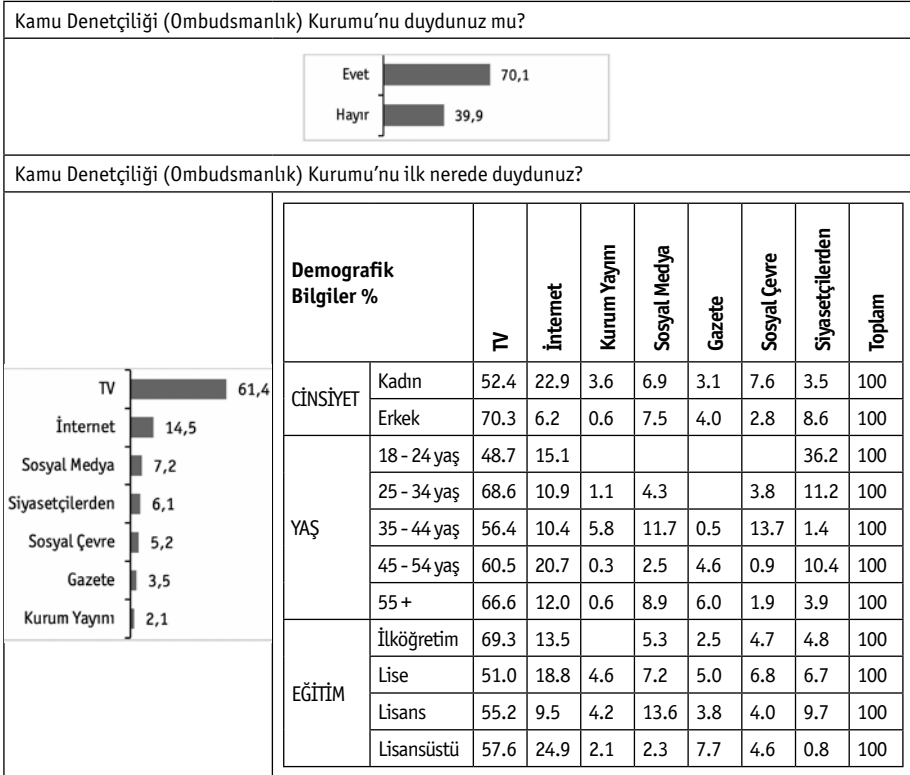 Kamu Denetçiliği (Ombudsmanlık) Kurumu’nu duydunuz mu?
Evet 70,1
Hayır 39,9
Kamu Denetçiliği (Ombudsmanlık) Kurumu’nu ilk nerede duydunuz?
TV 61,4
İnternet 14,5
Sosyal Medya 7,2
Siyasetçilerden 6,1
Sosyal Çevre 5,2
Gazete 3,5
Kurum Yayını 2,1
Demografik
Bilgiler %
TV
İnternet
Kurum Yayını
Sosyal Medya
Gazete
Sosyal Çevre
Siyasetçilerden
Toplam
CİNSİYET
Kadın 52.4 22.9 3.6 6.9 3.1 7.6 3.5 100
Erkek 70.3 6.2 0.6 7.5 4.0 2.8 8.6 100
YAŞ
18 - 24 yaş 48.7 15.1 36.2 100
25 - 34 yaş 68.6 10.9 1.1 4.3 3.8 11.2 100
35 - 44 yaş 56.4 10.4 5.8 11.7 0.5 13.7 1.4 100
45 - 54 yaş 60.5 20.7 0.3 2.5 4.6 0.9 10.4 100
55 + 66.6 12.0 0.6 8.9 6.0 1.9 3.9 100
EĞİTİM
İlköğretim 69.3 13.5 5.3 2.5 4.7 4.8 100
Lise 51.0 18.8 4.6 7.2 5.0 6.8 6.7 100
Lisans 55.2 9.5 4.2 13.6 3.8 4.0 9.7 100
Lisansüstü 57.6 24.9 2.1 2.3 7.7 4.6 0.8 100